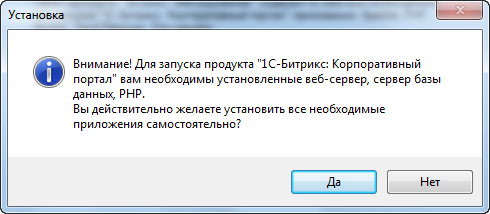 Установка
Внимание! Для запуска продукта "1С-Битрикс: Корпоративный
портал" вам необходимы установленные веб-сервер, сервер базы
данных, PHP.
Вы действительно желаете установить все необходимые
приложения самостоятельно?
Да
Нет